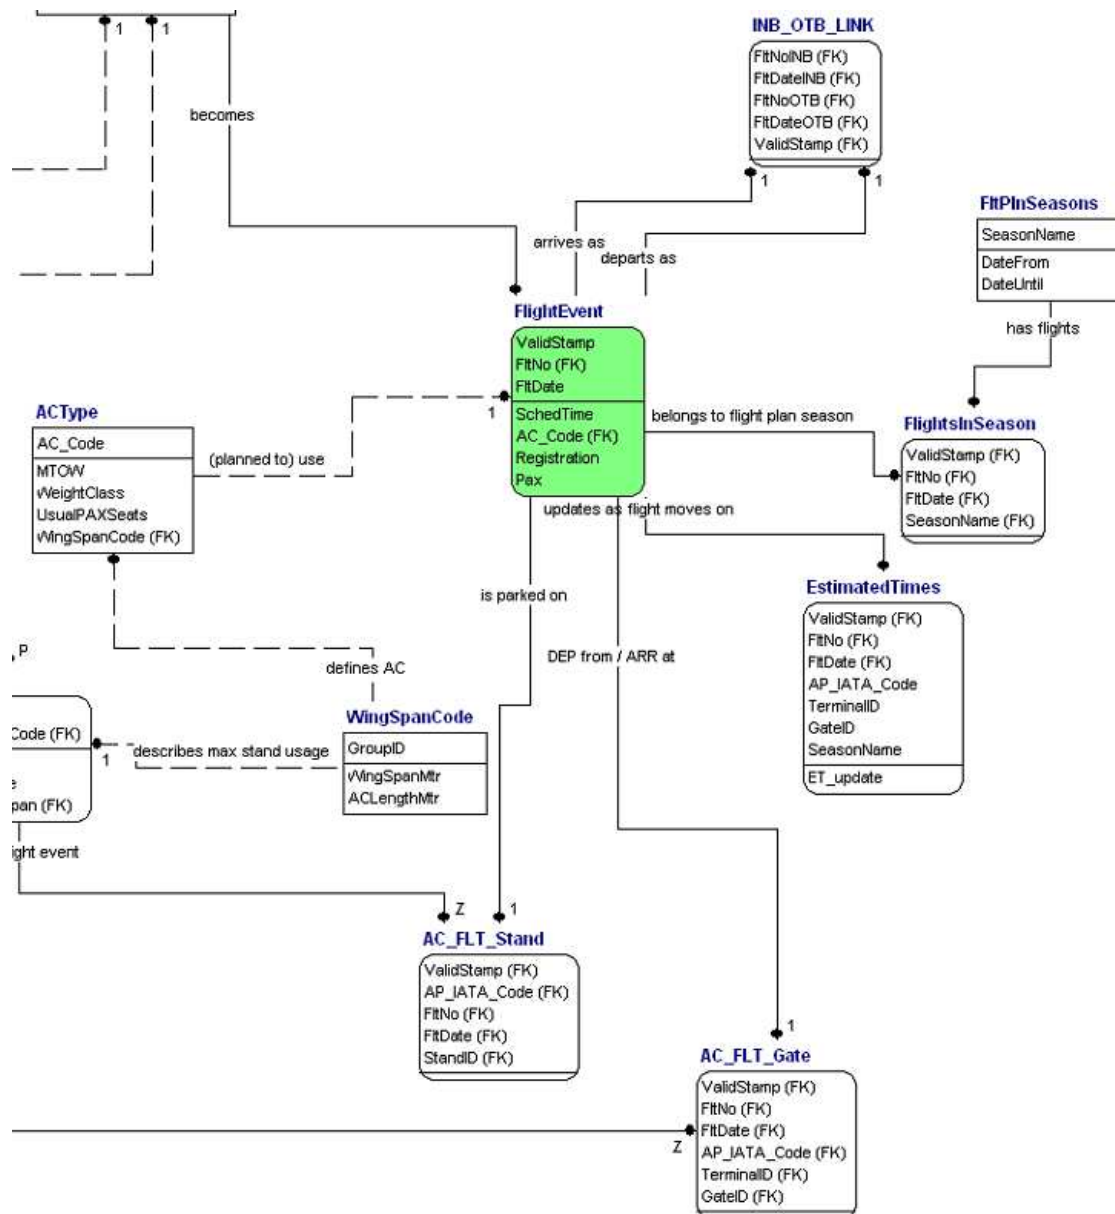 1
1
becomes
INB_OTB_LINK
FltNoINB (FK)
FltDateINB (FK)
FltNoOTB (FK)
FltDateOTB (FK)
ValidStamp (FK)
1
1
arrives as
departs as
FltPlnSeasons
SeasonName
DateFrom
DateUntil
has flights
FlightEvent
ValidStamp
FltNo (FK)
FltDate
SchedTime
AC_Code (FK)
Registration
Pax
1
ACType
AC_Code
MTOW
WeightClass
UsualPAXSeats
WingSpanCode (FK)
(planned to) use
belongs to flight plan season
FlightsInSeason
ValidStamp (FK)
FltNo (FK)
FltDate (FK)
SeasonName (FK)
updates as flight moves on
EstimatedTimes
ValidStamp (FK)
FltNo (FK)
FltDate (FK)
AP_IATA_Code
TerminalID
GateID
SeasonName
ET_update
is parked on
DEP from / ARR at
defines AC
P
WingSpanCode
GroupID
WingSpanMtr
ACLengthMtr
Code (FK)
1
describes max stand usage
e
pan (FK)
ight event
Z
1
AC_FLT_Stand
ValidStamp (FK)
AP_IATA_Code (FK)
FltNo (FK)
FltDate (FK)
StandID (FK)
1
AC_FLT_Gate
ValidStamp (FK)
FltNo (FK)
FltDate (FK)
AP_IATA_Code (FK)
TerminalID (FK)
GateID (FK)
Z